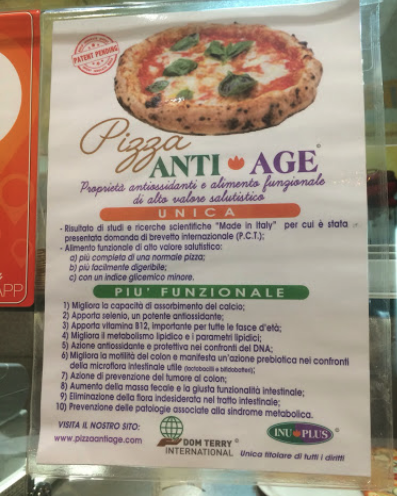 PATENT PENDING
Pizza
ANTI AGE®
Proprietà antiossidanti e alimento funzionale
di alto valore salutistico
UNICA
- Risultato di studi e ricerche scientifiche "Made in Italy" per cui è stata
presentata domanda di brevetto internazionale (P.C.T.);
- Alimento funzionale di alto valore salutistico:
a) più completa di una normale pizza;
b) più facilmente digeribile;
c) con un indice glicemico minore.
PIU' FUNZIONALE
1) Migliora la capacità di assorbimento del calcio;
2) Apporta selenio, un potente antiossidante;
3) Apporta vitamina B12, importante per tutte le fasce d'età;
4) Migliora il metabolismo lipidico e i parametri lipidici;
5) Azione antiossidante e protettiva nei confronti del DNA;
6) Migliora la motilità del colon e manifesta un'azione prebiotica nei confronti
della microflora intestinale utile (lactobacilli e bifidobatteri);
7) Azione di prevenzione del tumore al colon;
8) Aumento della massa fecale e la giusta funzionalità intestinale;
9) Eliminazione della flora indesiderata nel tratto intestinale;
10) Prevenzione delle patologie associate alla sindrome metabolica.
VISITA IL NOSTRO SITO:
www.pizzaantiage.com
DOM TERRY®
INTERNATIONAL
INU PLUS®
Unica titolare di tutti i diritti
APP